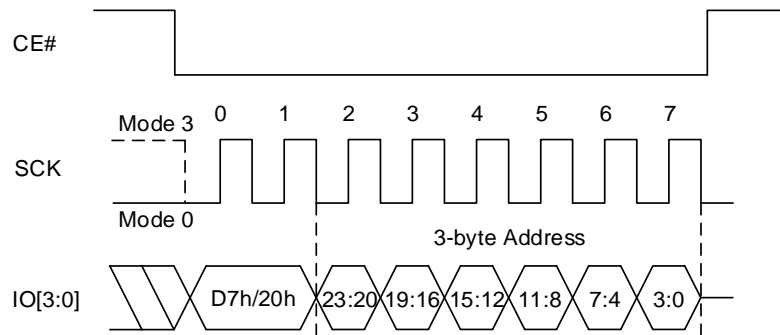 CE#
0 1 2 3 4 5 6 7
Mode 3
SCK
Mode 0
3-byte Address
IO[3:0] D7h/20h 23:20 19:16 15:12 11:8 7:4 3:0